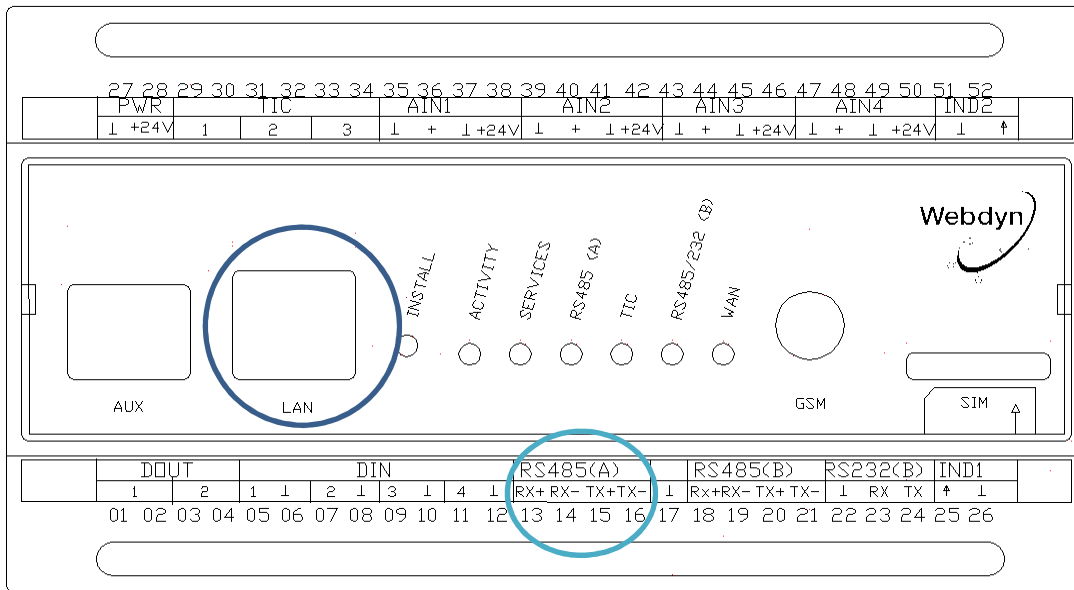 27 28 29 30 31 32 33 34 35 36 37 38 39 40 41 42 43 44 45 46 47 48 49 50 51 52
PWR TIC AIN1 AIN2 AIN3 AIN4 IND2
⊥ +24V 1 2 3 ⊥ + ⊥ +24V ⊥ + ⊥ +24V ⊥ + ⊥ +24V ⊥ + ⊥ +24V ⊥ ↑
Webdyn
INSTALL ACTIVITY SERVICES RS485 (A) TIC RS485/232 (B) WAN
AUX LAN GSM SIM ↑
DOUT DIN RS485(A) RS485(B) RS232(B) IND1
1 2 1 ⊥ 2 ⊥ 3 ⊥ 4 ⊥ RX+ RX- TX+ TX- ⊥ Rx+ RX- TX+ TX- ⊥ RX TX ↑ ⊥
01 02 03 04 05 06 07 08 09 10 11 12 13 14 15 16 17 18 19 20 21 22 23 24 25 26